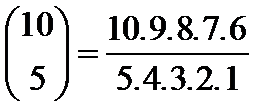 (10 5) = 10.9.8.7.6 / 5.4.3.2.1